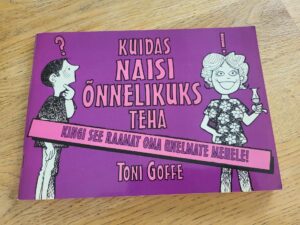 ?
!
KUIDAS
NAISI
ÕNNELIKUKS
TEHA
KINGI SEE RAAMAT OMA UNELMATE MEHELE!
TONI GOFFE